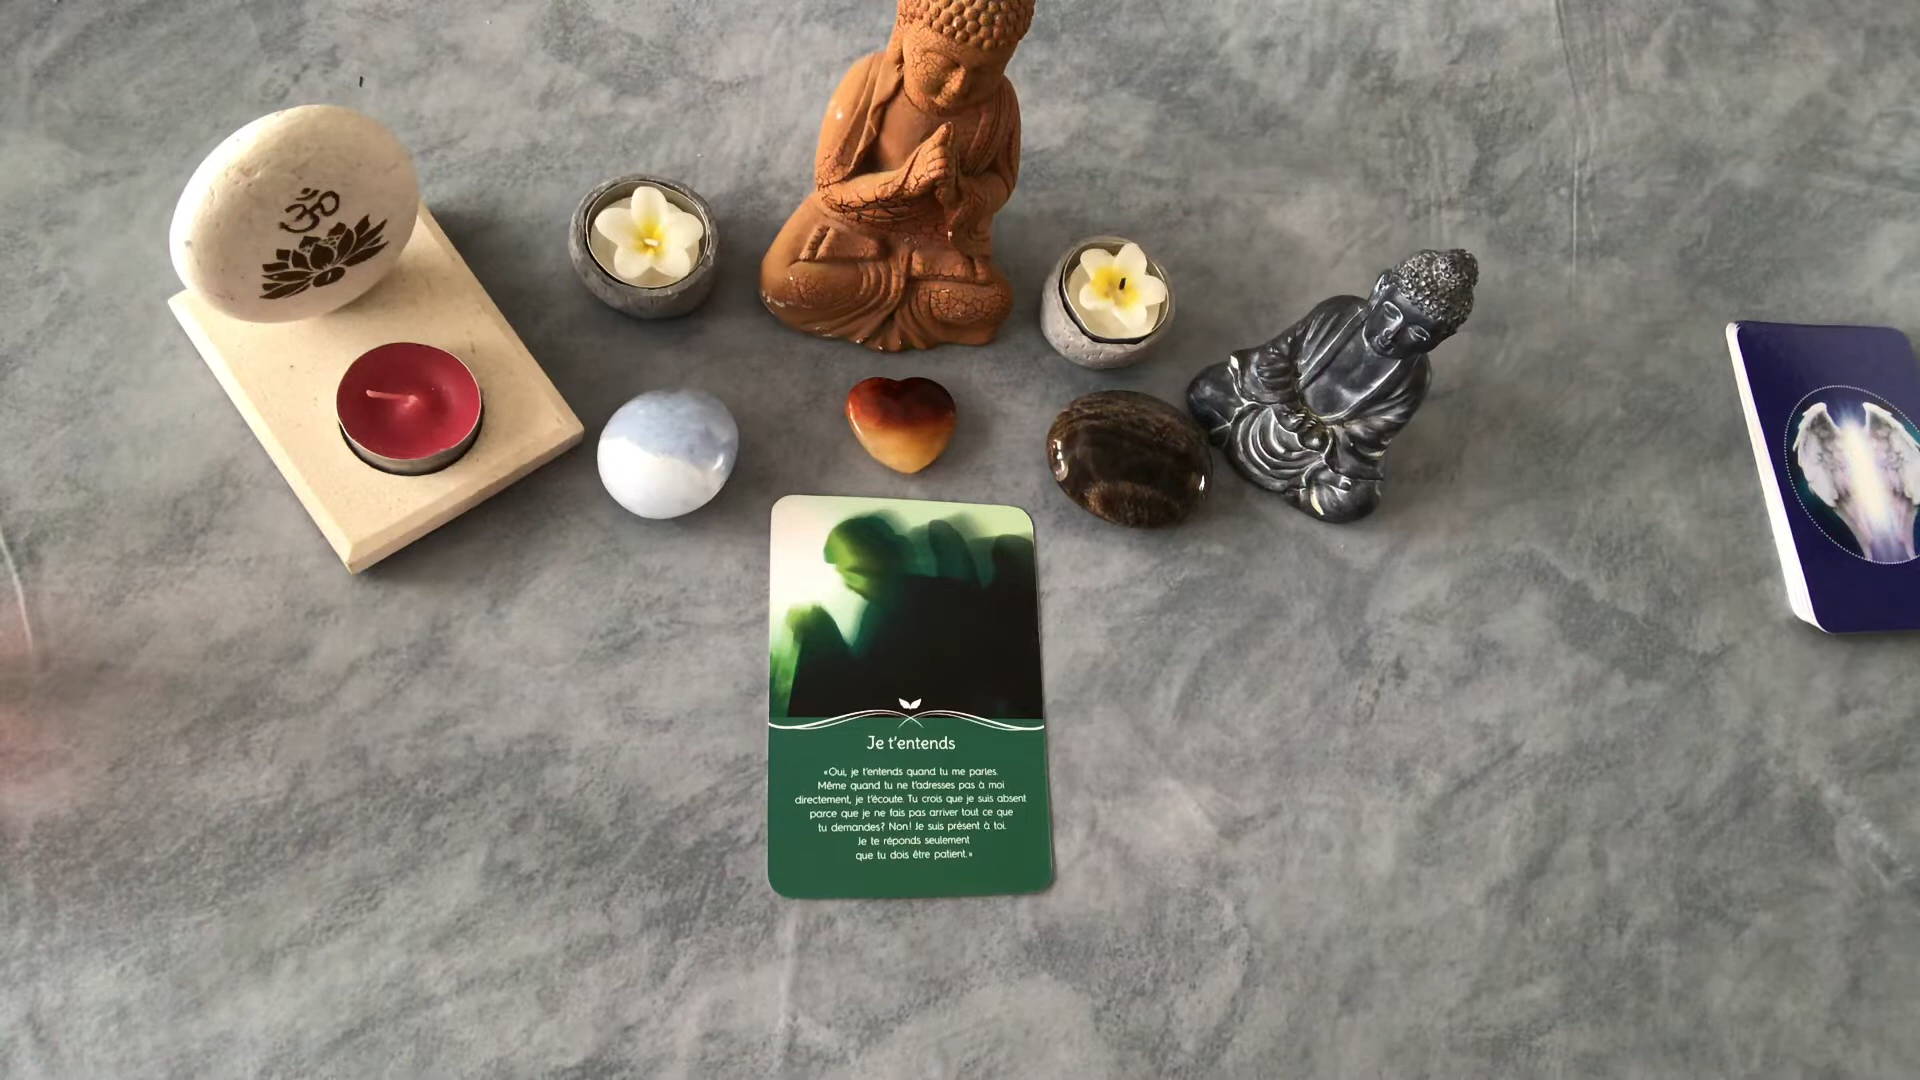 ॐ
Je t'entends
«Oui, je t'entends quand tu me parles.
Même quand tu ne t'adresses pas à moi
directement, je t'écoute. Tu crois que je suis absent
parce que je ne fais pas arriver tout ce que
tu demandes? Non! Je suis présent à toi.
Je te réponds seulement
que tu dois être patient.»